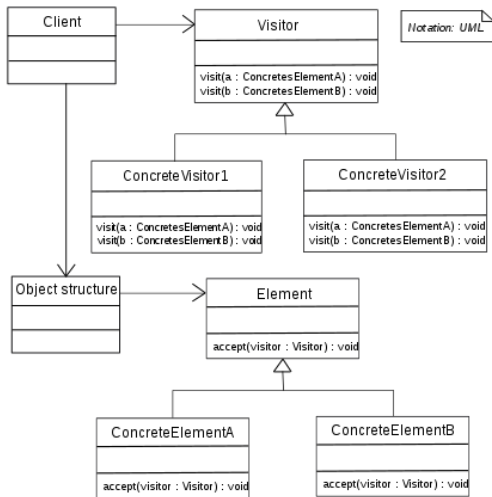 Client
Visitor
Notation: UML
visit(a : ConcretesElementA) : void
visit(b : ConcretesElementB) : void
ConcreteVisitor1
ConcreteVisitor2
visit(a : ConcretesElementA) : void
visit(b : ConcretesElementB) : void
visit(a : ConcretesElementA) : void
visit(b : ConcretesElementB) : void
Object structure
Element
accept(visitor : Visitor) : void
ConcreteElementA
ConcreteElementB
accept(visitor : Visitor) : void
accept(visitor : Visitor) : void